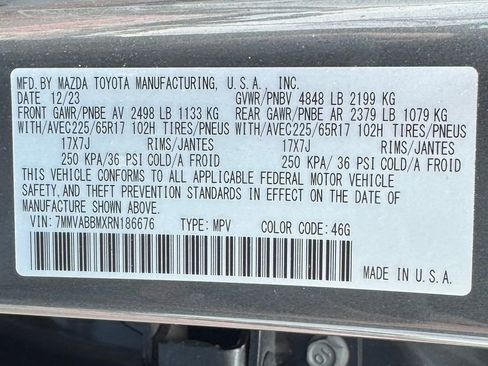 MFD. BY MAZDA TOYOTA MANUFACTURING, U.S.A., INC.
DATE 12/23 GVWR/PNBV 4848 LB 2199 KG
FRONT GAWR/PNBE AV 2498 LB 1133 KG REAR GAWR/PNBE AR 2379 LB 1079 KG
WITH/AVEC225/65R17 102H TIRES/PNEUS WITH/AVEC225/65R17 102H TIRES/PNEUS
17X7J RIMS/JANTES 17X7J RIMS/JANTES
250 KPA/36 PSI COLD/A FROID 250 KPA/36 PSI COLD/A FROID
THIS VEHICLE CONFORMS TO ALL APPLICABLE FEDERAL MOTOR VEHICLE
SAFETY, AND THEFT PREVENTION STANDARDS IN EFFECT ON THE DATE OF
MANUFACTURE SHOWN ABOVE.
VIN: 7MMVABBMXRN186676 TYPE: MPV COLOR CODE: 46G
MADE IN U.S.A.